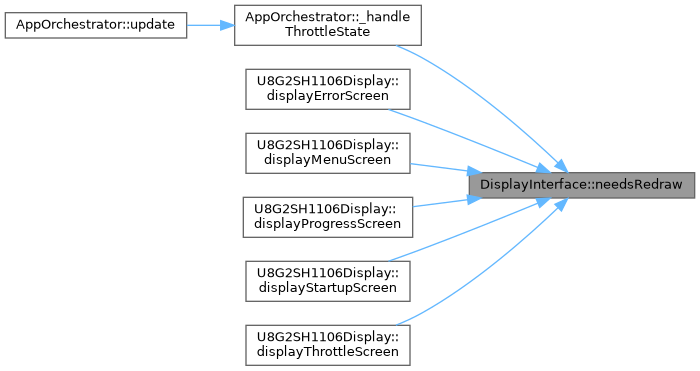 AppOrchestrator::update
AppOrchestrator::_handle
ThrottleState
U8G2SH1106Display::
displayErrorScreen
U8G2SH1106Display::
displayMenuScreen
DisplayInterface::needsRedraw
U8G2SH1106Display::
displayProgressScreen
U8G2SH1106Display::
displayStartupScreen
U8G2SH1106Display::
displayThrottleScreen